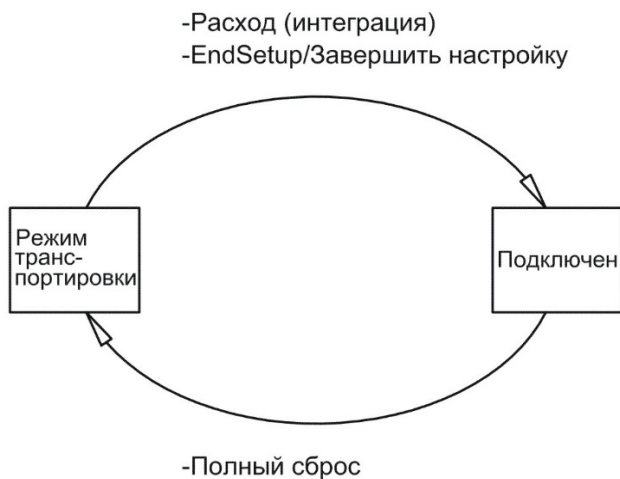 -Расход (интеграция)
-EndSetup/Завершить настройку
Режим
транс-
портировки
Подключен
-Полный сброс